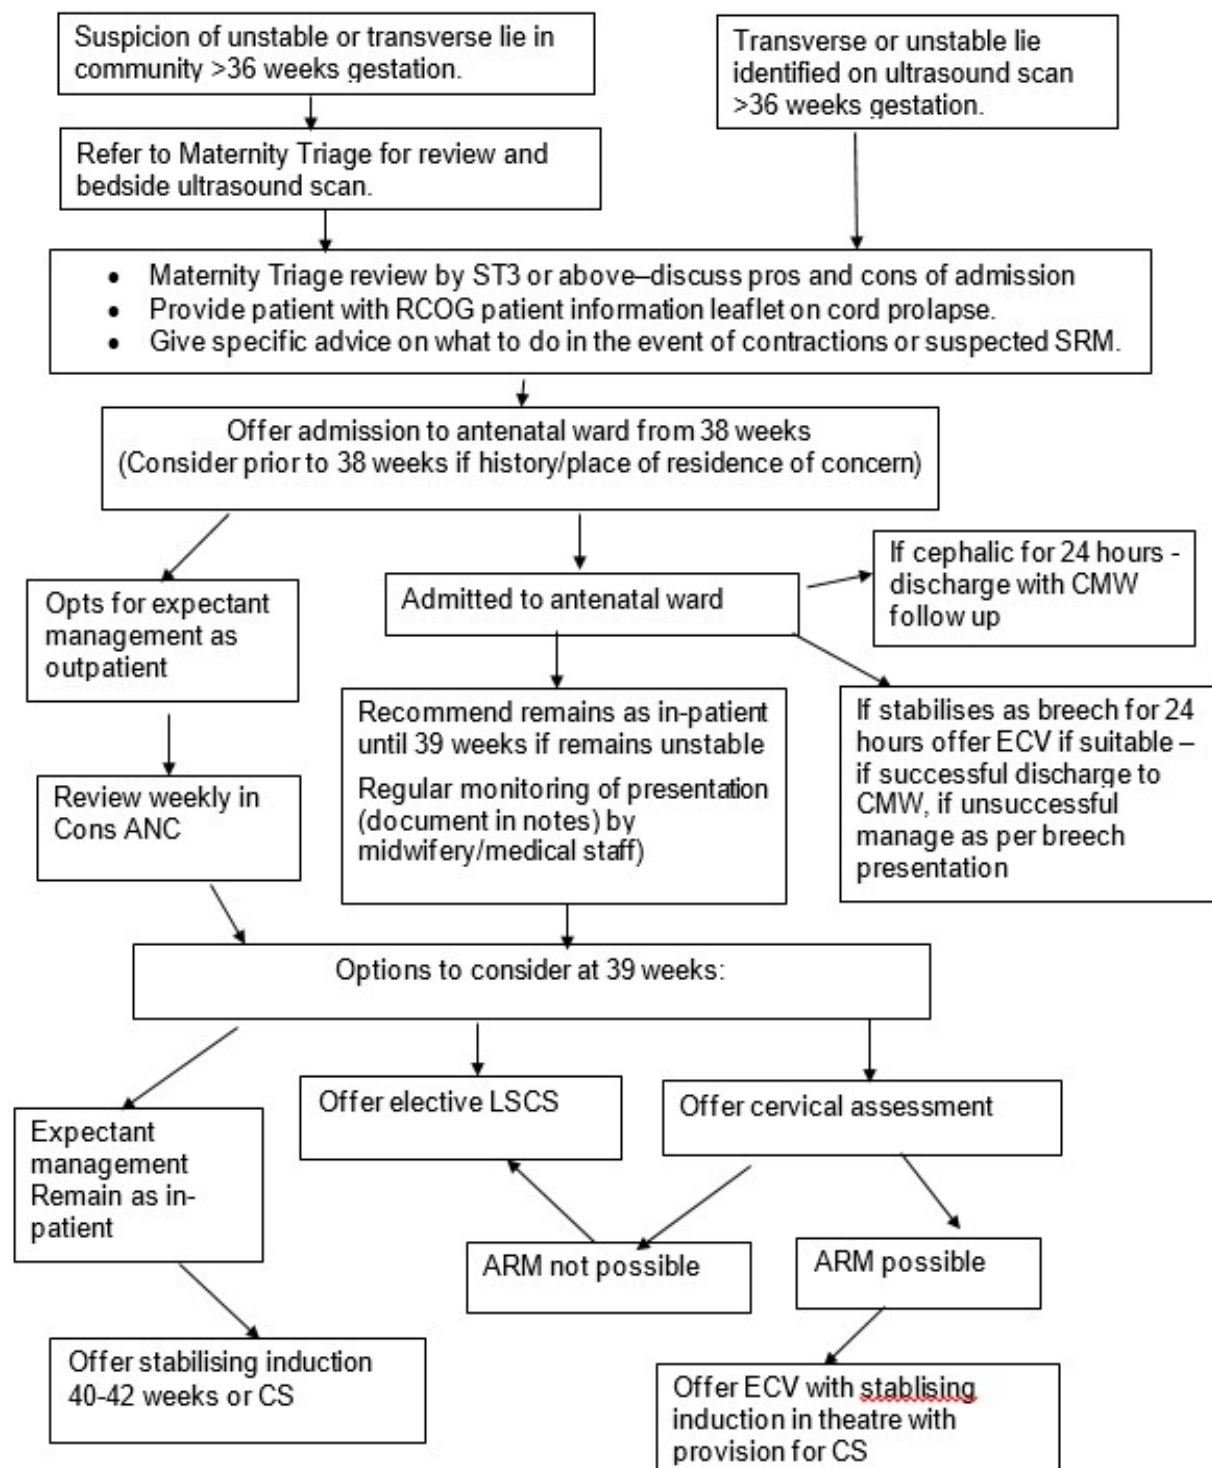 Suspicion of unstable or transverse lie in
community >36 weeks gestation.
Transverse or unstable lie
identified on ultrasound scan
>36 weeks gestation.
Refer to Maternity Triage for review and
bedside ultrasound scan.
• Maternity Triage review by ST3 or above–discuss pros and cons of admission
• Provide patient with RCOG patient information leaflet on cord prolapse.
• Give specific advice on what to do in the event of contractions or suspected SRM.
Offer admission to antenatal ward from 38 weeks
(Consider prior to 38 weeks if history/place of residence of concern)
Opts for expectant
management as
outpatient
Admitted to antenatal ward
If cephalic for 24 hours -
discharge with CMW
follow up
Review weekly in
Cons ANC
Recommend remains as in-patient
until 39 weeks if remains unstable
Regular monitoring of presentation
(document in notes) by
midwifery/medical staff)
If stabilises as breech for 24
hours offer ECV if suitable –
if successful discharge to
CMW, if unsuccessful
manage as per breech
presentation
Options to consider at 39 weeks:
Expectant
management
Remain as in-
patient
Offer elective LSCS
Offer cervical assessment
ARM not possible
ARM possible
Offer stabilising induction
40-42 weeks or CS
Offer ECV with stablising
induction in theatre with
provision for CS